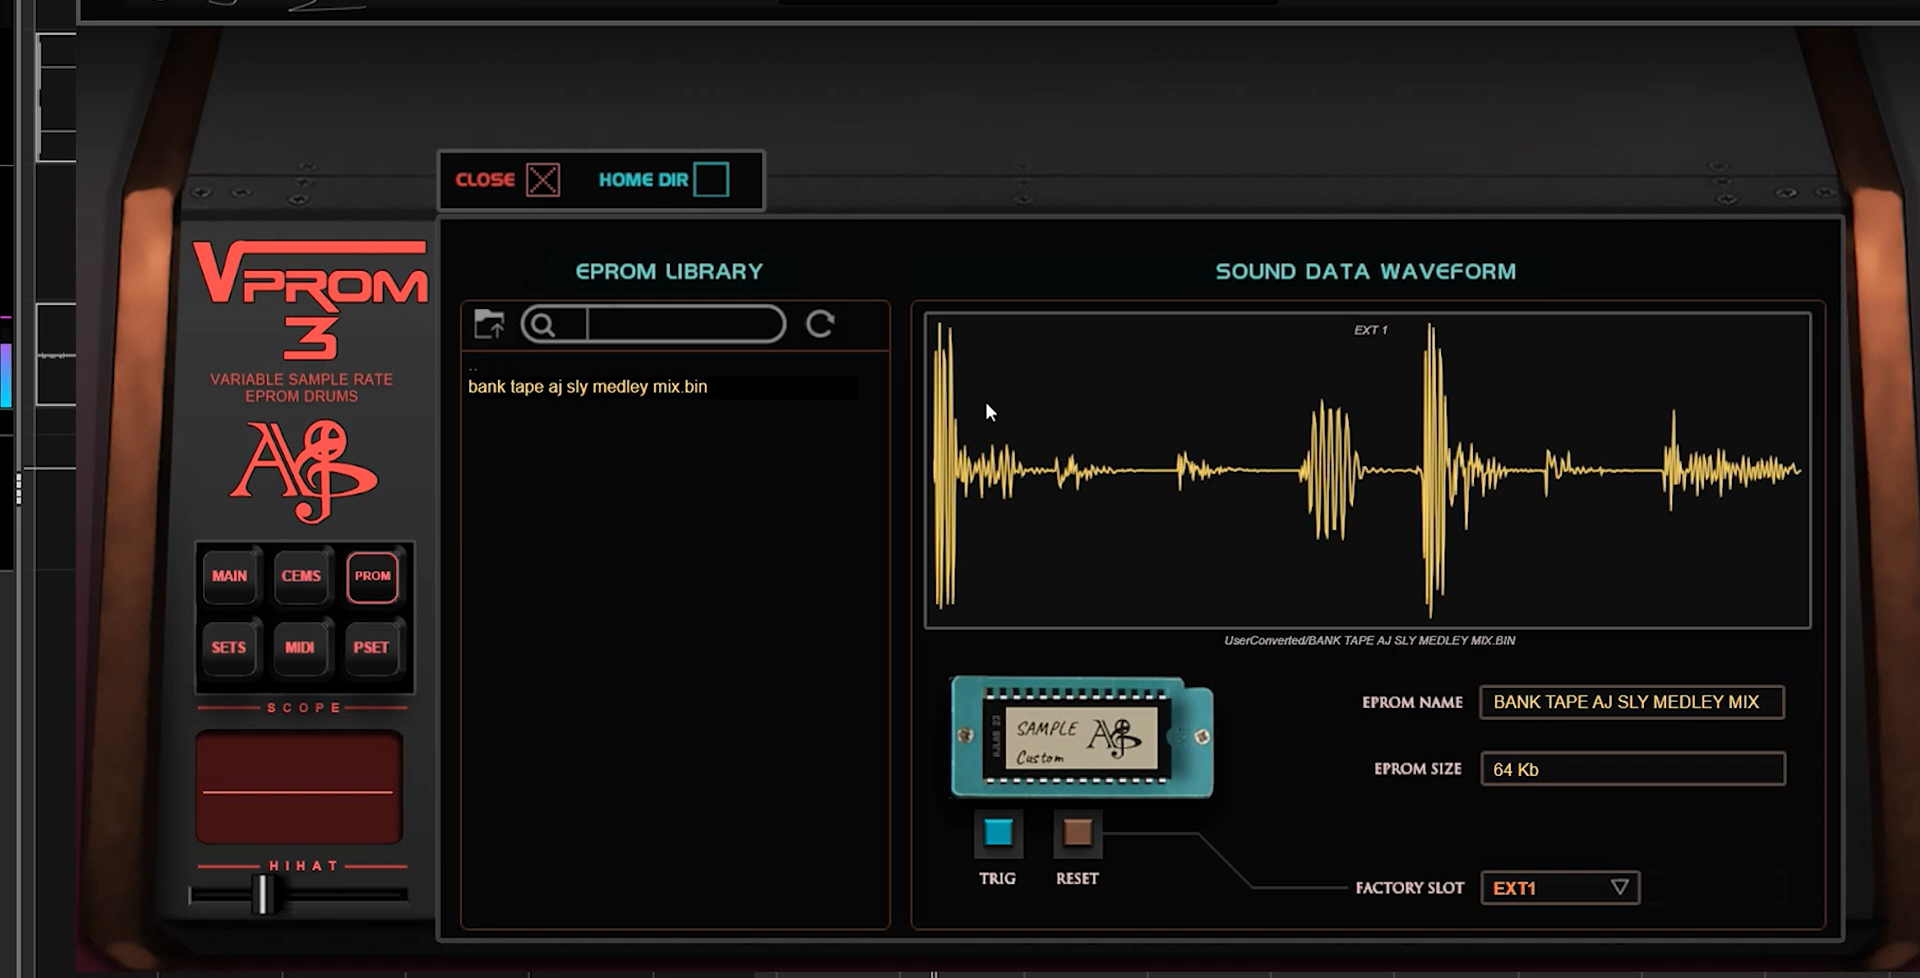 CLOSE
HOME DIR
VPROM
3
VARIABLE SAMPLE RATE
EPROM DRUMS
MAIN
CEMS
PROM
SETS
MIDI
PSET
SCOPE
HIHAT
EPROM LIBRARY
..
bank tape aj sly medley mix.bin
SOUND DATA WAVEFORM
EXT 1
UserConverted/BANK TAPE AJ SLY MEDLEY MIX.BIN
SAMPLE
Custom
TRIG
RESET
EPROM NAME
BANK TAPE AJ SLY MEDLEY MIX
EPROM SIZE
64 Kb
FACTORY SLOT
EXT1